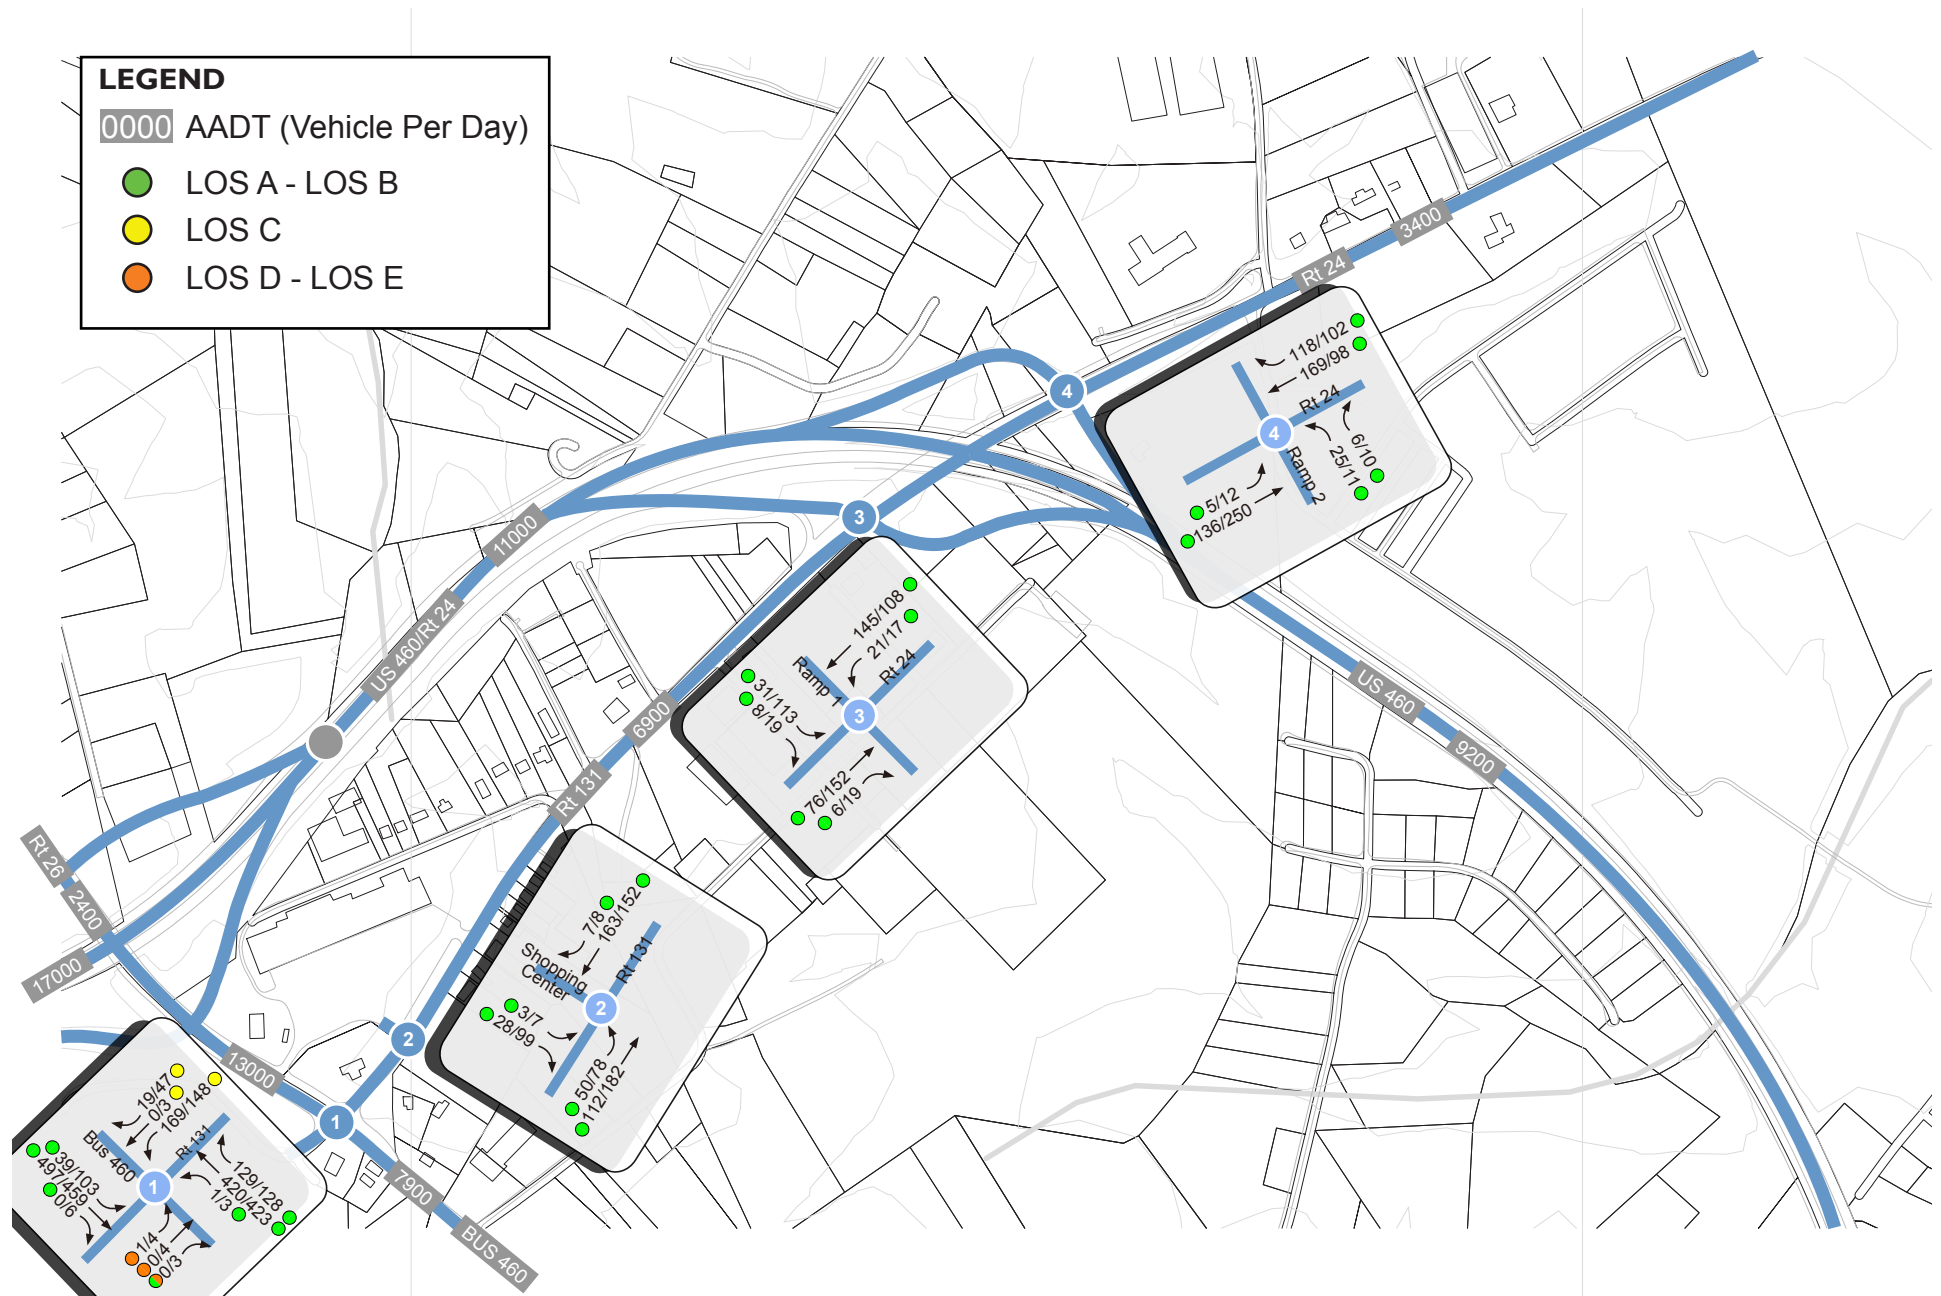 LEGEND
0000 AADT (Vehicle Per Day)
LOS A - LOS B
LOS C
LOS D - LOS E
3400
Rt 24
4
118/102
169/98
Rt 24
4
6/10
25/11
Ramp 2
5/12
136/250
3
11000
US 460/Rt 24
145/108
21/17
Rt 24
Ramp 1
31/113
8/19
3
76/152
6/19
6900
Rt 131
US 460
9200
Rt 26
2400
17000
7/8
163/152
Shopping
Center
Rt 131
2
3/7
28/99
50/78
112/182
2
13000
1
7900
BUS 460
19/47
0/3
169/148
Bus 460
Rt 131
39/103
497/459
0/6
1
129/128
420/423
1/3
1/4
0/4
0/3